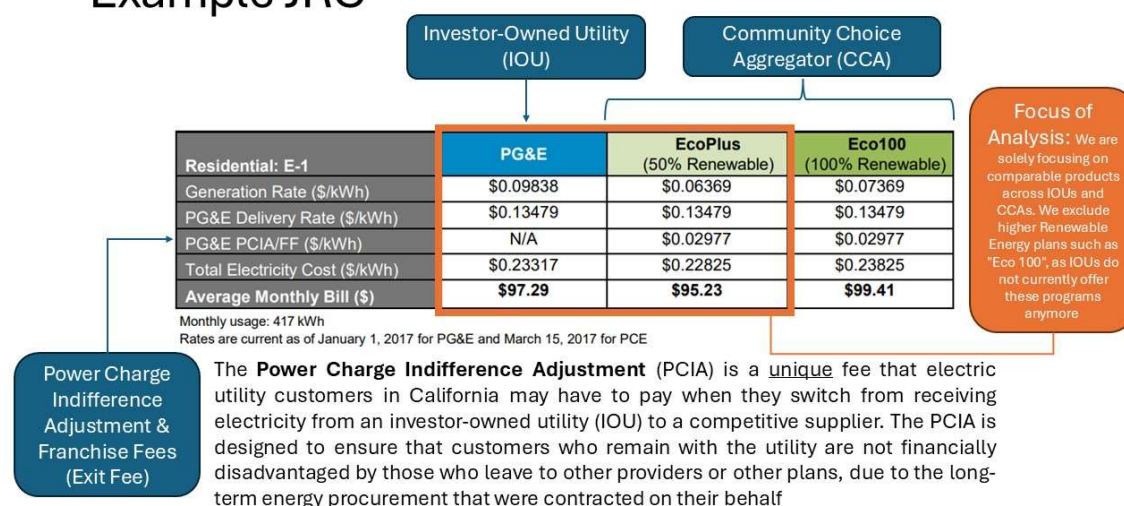 Example JRC
Investor-Owned Utility
(IOU)
Community Choice
Aggregator (CCA)
Focus of
Analysis: We are
solely focusing on
comparable products
across IOUs and
CCAs. We exclude
higher Renewable
Energy plans such as
"Eco 100", as IOUs do
not currently offer
these programs
anymore
Residential: E-1 PG&E EcoPlus (50% Renewable) Eco100 (100% Renewable)
Generation Rate ($/kWh) $0.09838 $0.06369 $0.07369
PG&E Delivery Rate ($/kWh) $0.13479 $0.13479 $0.13479
PG&E PCIA/FF ($/kWh) N/A $0.02977 $0.02977
Total Electricity Cost ($/kWh) $0.23317 $0.22825 $0.23825
Average Monthly Bill ($) $97.29 $95.23 $99.41
Monthly usage: 417 kWh
Rates are current as of January 1, 2017 for PG&E and March 15, 2017 for PCE
Power Charge
Indifference
Adjustment &
Franchise Fees
(Exit Fee)
The Power Charge Indifference Adjustment (PCIA) is a unique fee that electric
utility customers in California may have to pay when they switch from receiving
electricity from an investor-owned utility (IOU) to a competitive supplier. The PCIA is
designed to ensure that customers who remain with the utility are not financially
disadvantaged by those who leave to other providers or other plans, due to the long-
term energy procurement that were contracted on their behalf